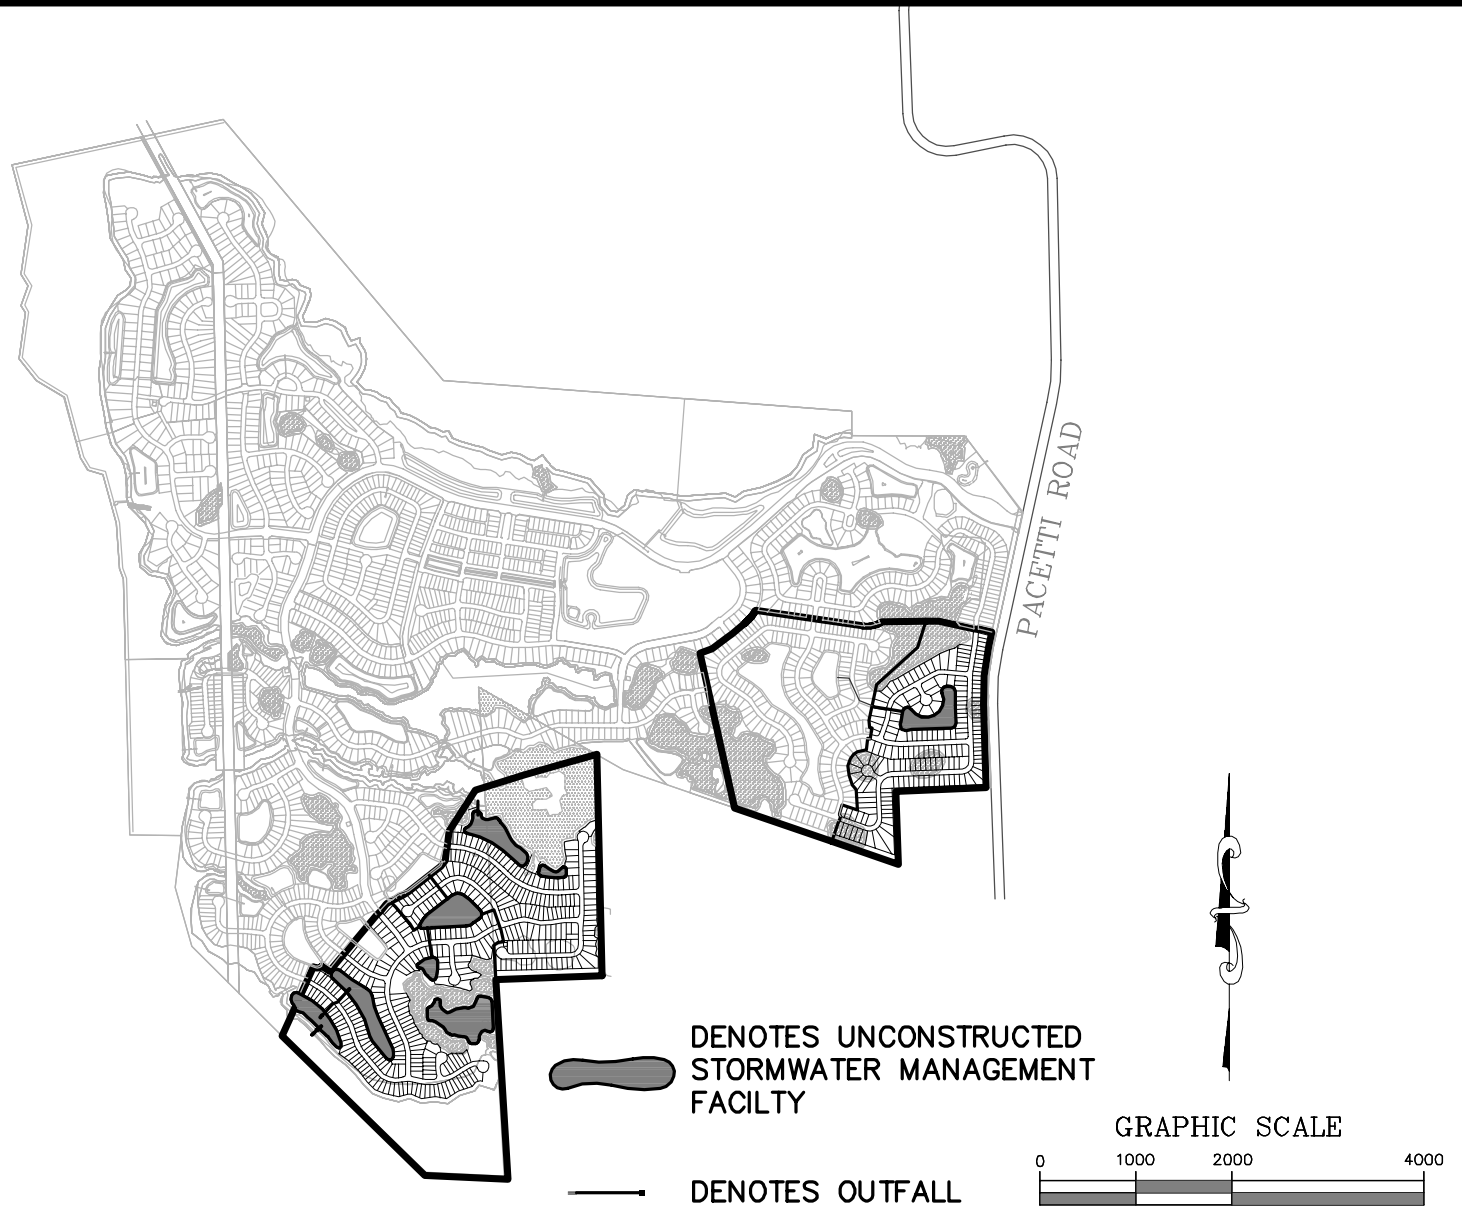 PACETTI ROAD
DENOTES UNCONSTRUCTED
STORMWATER MANAGEMENT
FACILTY
DENOTES OUTFALL
GRAPHIC SCALE
0 1000 2000 4000